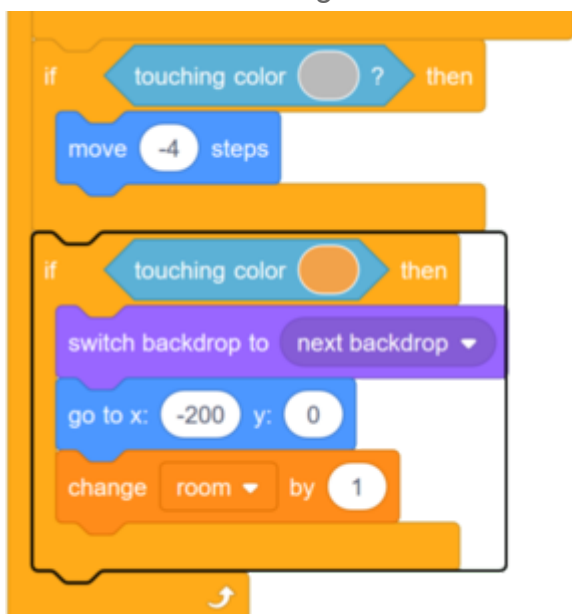 if touching color ? then
move -4 steps
if touching color then
switch backdrop to next backdrop
go to x: -200 y: 0
change room by 1